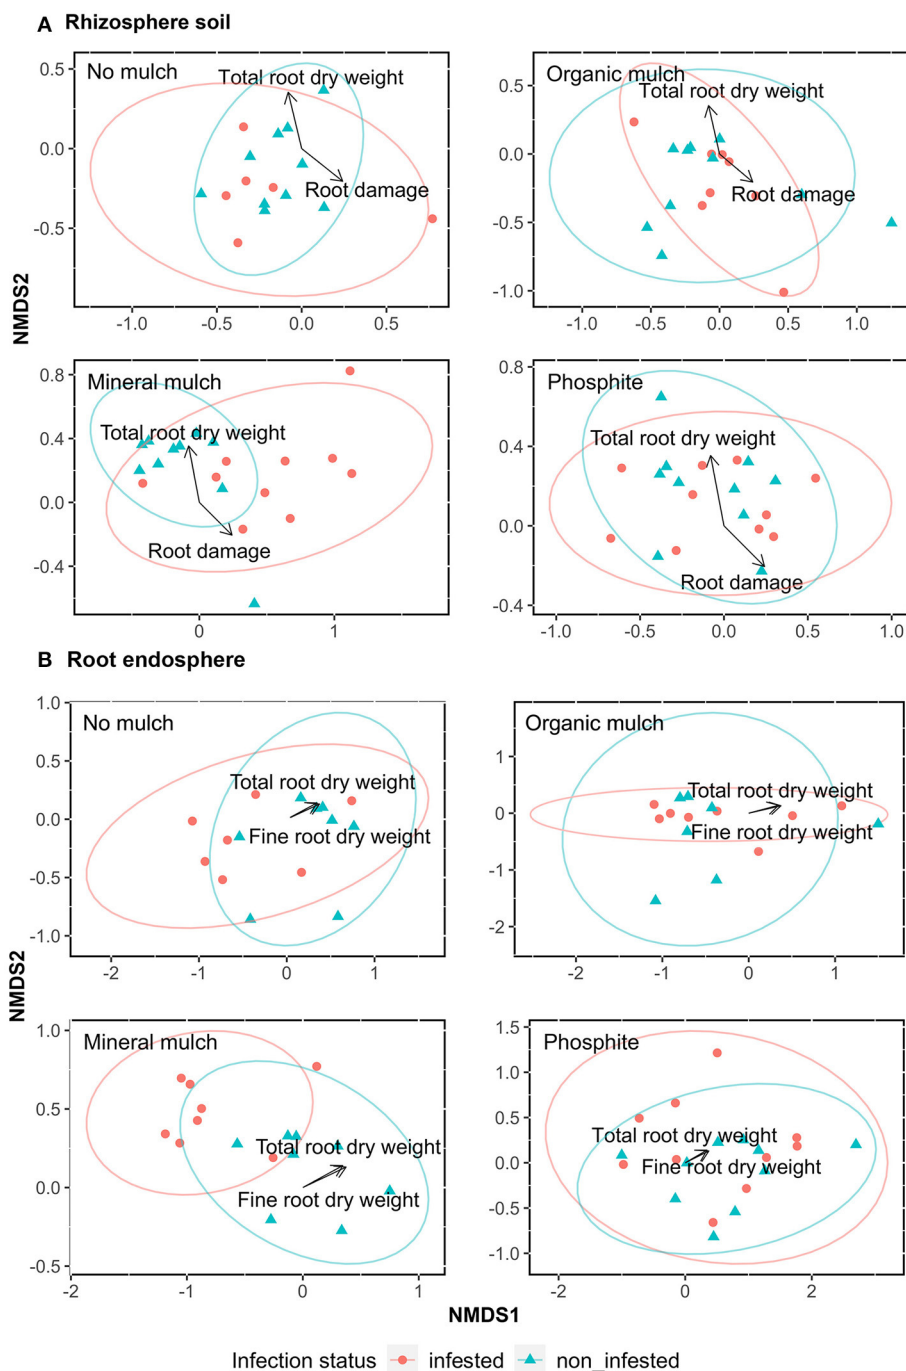 A Rhizosphere soil
No mulch
Total root dry weight
Root damage
0.5
0.0
-0.5
-1.0
-0.5
0.0
0.5
Organic mulch
Total root dry weight
Root damage
0.5
0.0
-0.5
-1.0
-1.0
-0.5
0.0
0.5
1.0
NMDS2
Mineral mulch
Total root dry weight
Root damage
0.8
0.4
0.0
-0.4
0
1
Phosphite
Total root dry weight
Root damage
0.8
0.4
0.0
-0.4
-1.0
-0.5
0.0
0.5
1.0
B Root endosphere
No mulch
Total root dry weight
Fine root dry weight
1.0
0.5
0.0
-0.5
-1.0
-2
-1
0
1
Organic mulch
Total root dry weight
Fine root dry weight
1
0
-1
-2
-2
-1
0
1
NMDS2
Mineral mulch
Total root dry weight
Fine root dry weight
1.0
0.5
0.0
-0.5
-2
-1
0
1
Phosphite
Total root dry weight
Fine root dry weight
1.5
1.0
0.5
0.0
-0.5
-1.0
-2
0
2
NMDS1
Infection status infested non_infested